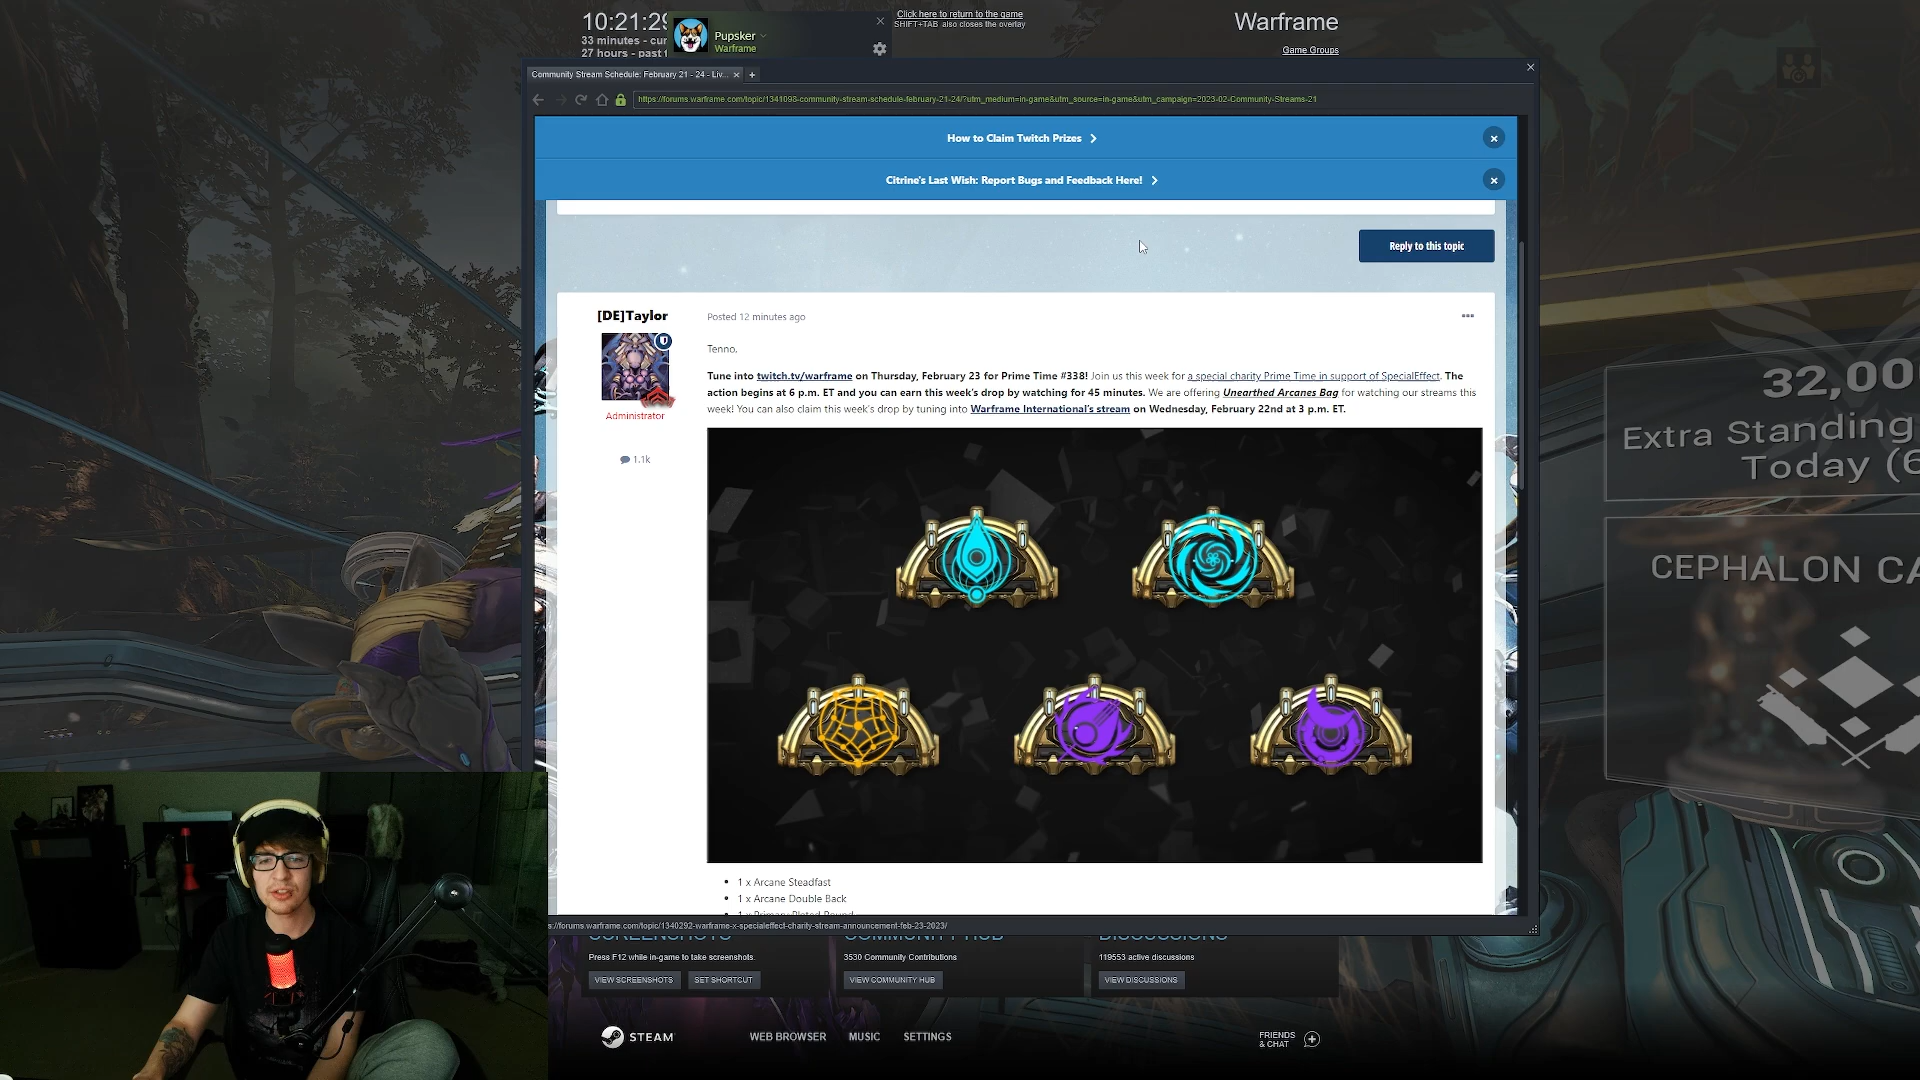 10:21:29
33 minutes - cur
27 hours - past t
Pupsker
Warframe
Click here to return to the game
SHIFT+TAB also closes the overlay
Warframe
Game Groups
Community Stream Schedule: February 21 - 24 - Liv...
https://forums.warframe.com/topic/1341098-community-stream-schedule-february-21-24/?utm_medium=in-game&utm_source=in-game&utm_campaign=2023-02-Community-Streams-21
How to Claim Twitch Prizes
Citrine's Last Wish: Report Bugs and Feedback Here!
Reply to this topic
[DE]Taylor
Administrator
1.1k
Posted 12 minutes ago
Tenno,
Tune into twitch.tv/warframe on Thursday, February 23 for Prime Time #338! Join us this week for a special charity Prime Time in support of SpecialEffect. The
action begins at 6 p.m. ET and you can earn this week's drop by watching for 45 minutes. We are offering Unearthed Arcanes Bag for watching our streams this
week! You can also claim this week's drop by tuning into Warframe International's stream on Wednesday, February 22nd at 3 p.m. ET.
1 x Arcane Steadfast
1 x Arcane Double Back
1 x Primary Plated Round
s://forums.warframe.com/topic/1340292-warframe-x-specialeffect-charity-stream-announcement-feb-23-2023/
32,00
Extra Standing
Today (6
CEPHALON CA
SCREENSHOTS
Press F12 while in-game to take screenshots.
VIEW SCREENSHOTS
SET SHORTCUT
COMMUNITY HUB
3530 Community Contributions
VIEW COMMUNITY HUB
DISCUSSIONS
119553 active discussions
VIEW DISCUSSIONS
STEAM
WEB BROWSER
MUSIC
SETTINGS
FRIENDS
& CHAT